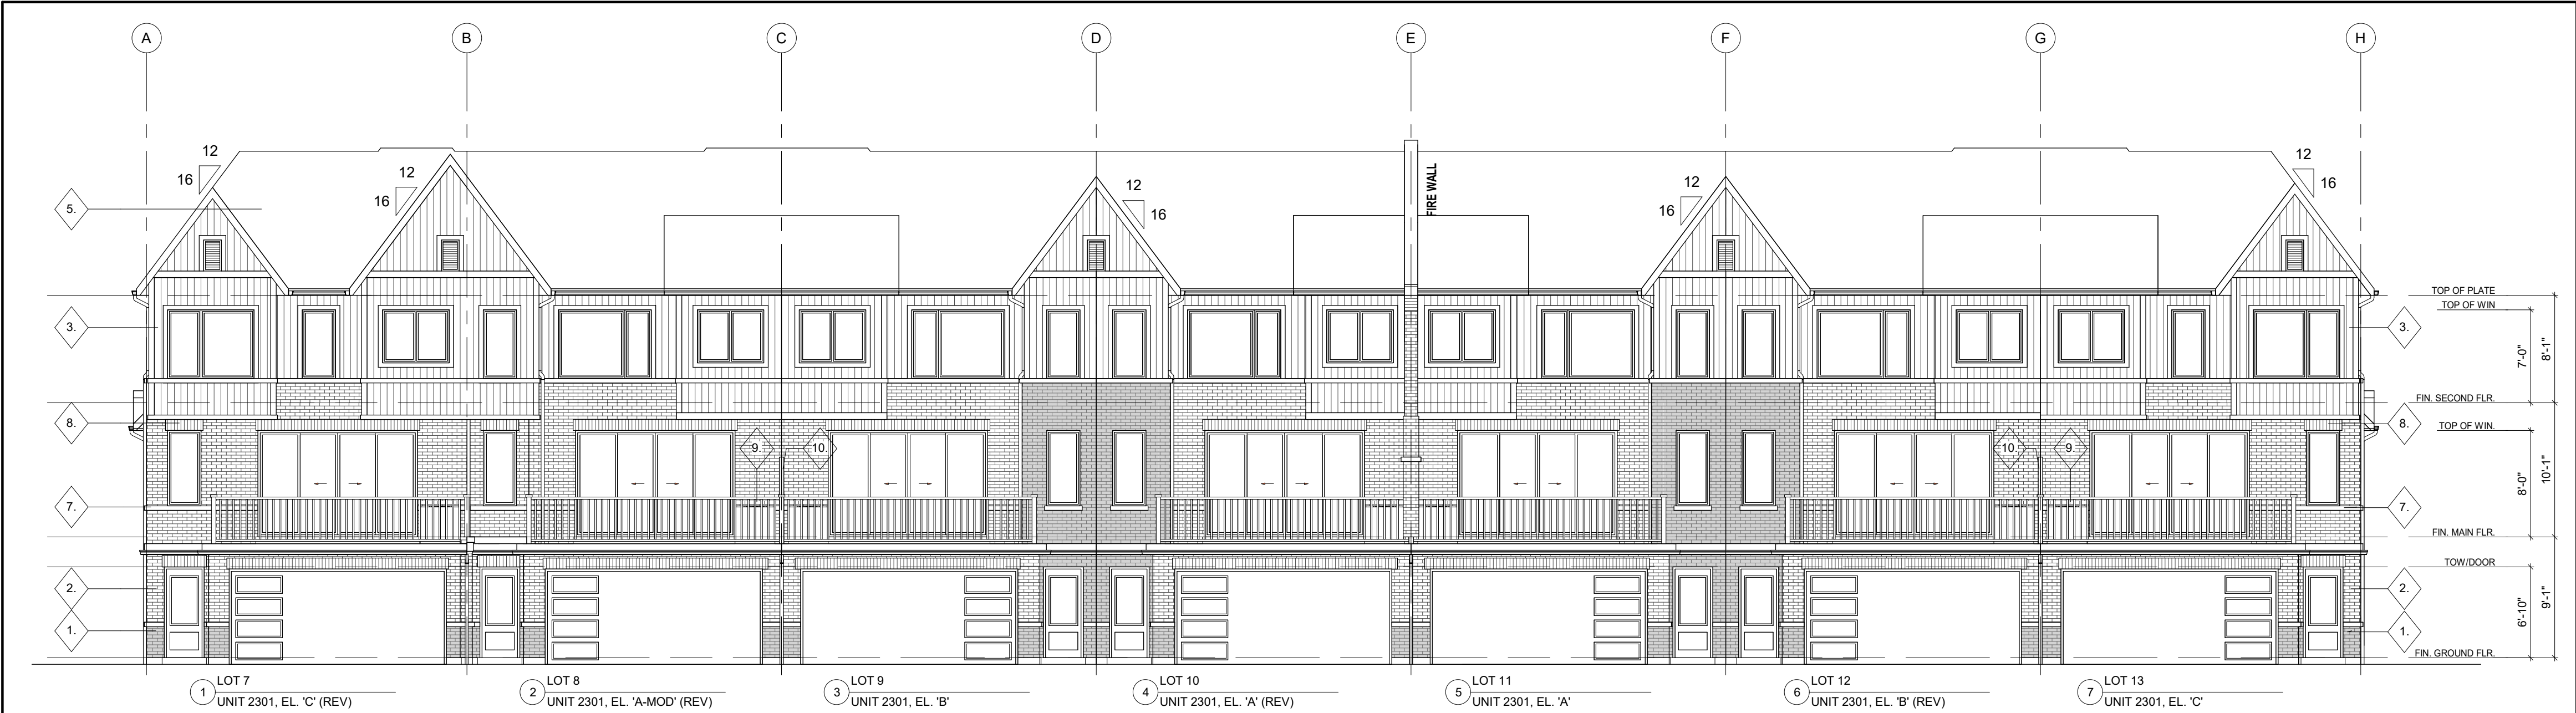 A B C D E F G H
12
16
12
16
12
16
FIRE WALL
12
16
12
16
5.
TOP OF PLATE
TOP OF WIN
3.
3.
7'-0"
8'-1"
FIN. SECOND FLR.
8.
8.
TOP OF WIN.
9.
10.
10.
9.
8'-0"
10'-1"
7.
7.
FIN. MAIN FLR.
TOW/DOOR
2.
2.
6'-10"
9'-1"
1.
1.
FIN. GROUND FLR.
1
LOT 7
UNIT 2301, EL. 'C' (REV)
2
LOT 8
UNIT 2301, EL. 'A-MOD' (REV)
3
LOT 9
UNIT 2301, EL. 'B'
4
LOT 10
UNIT 2301, EL. 'A' (REV)
5
LOT 11
UNIT 2301, EL. 'A'
6
LOT 12
UNIT 2301, EL. 'B' (REV)
7
LOT 13
UNIT 2301, EL. 'C'